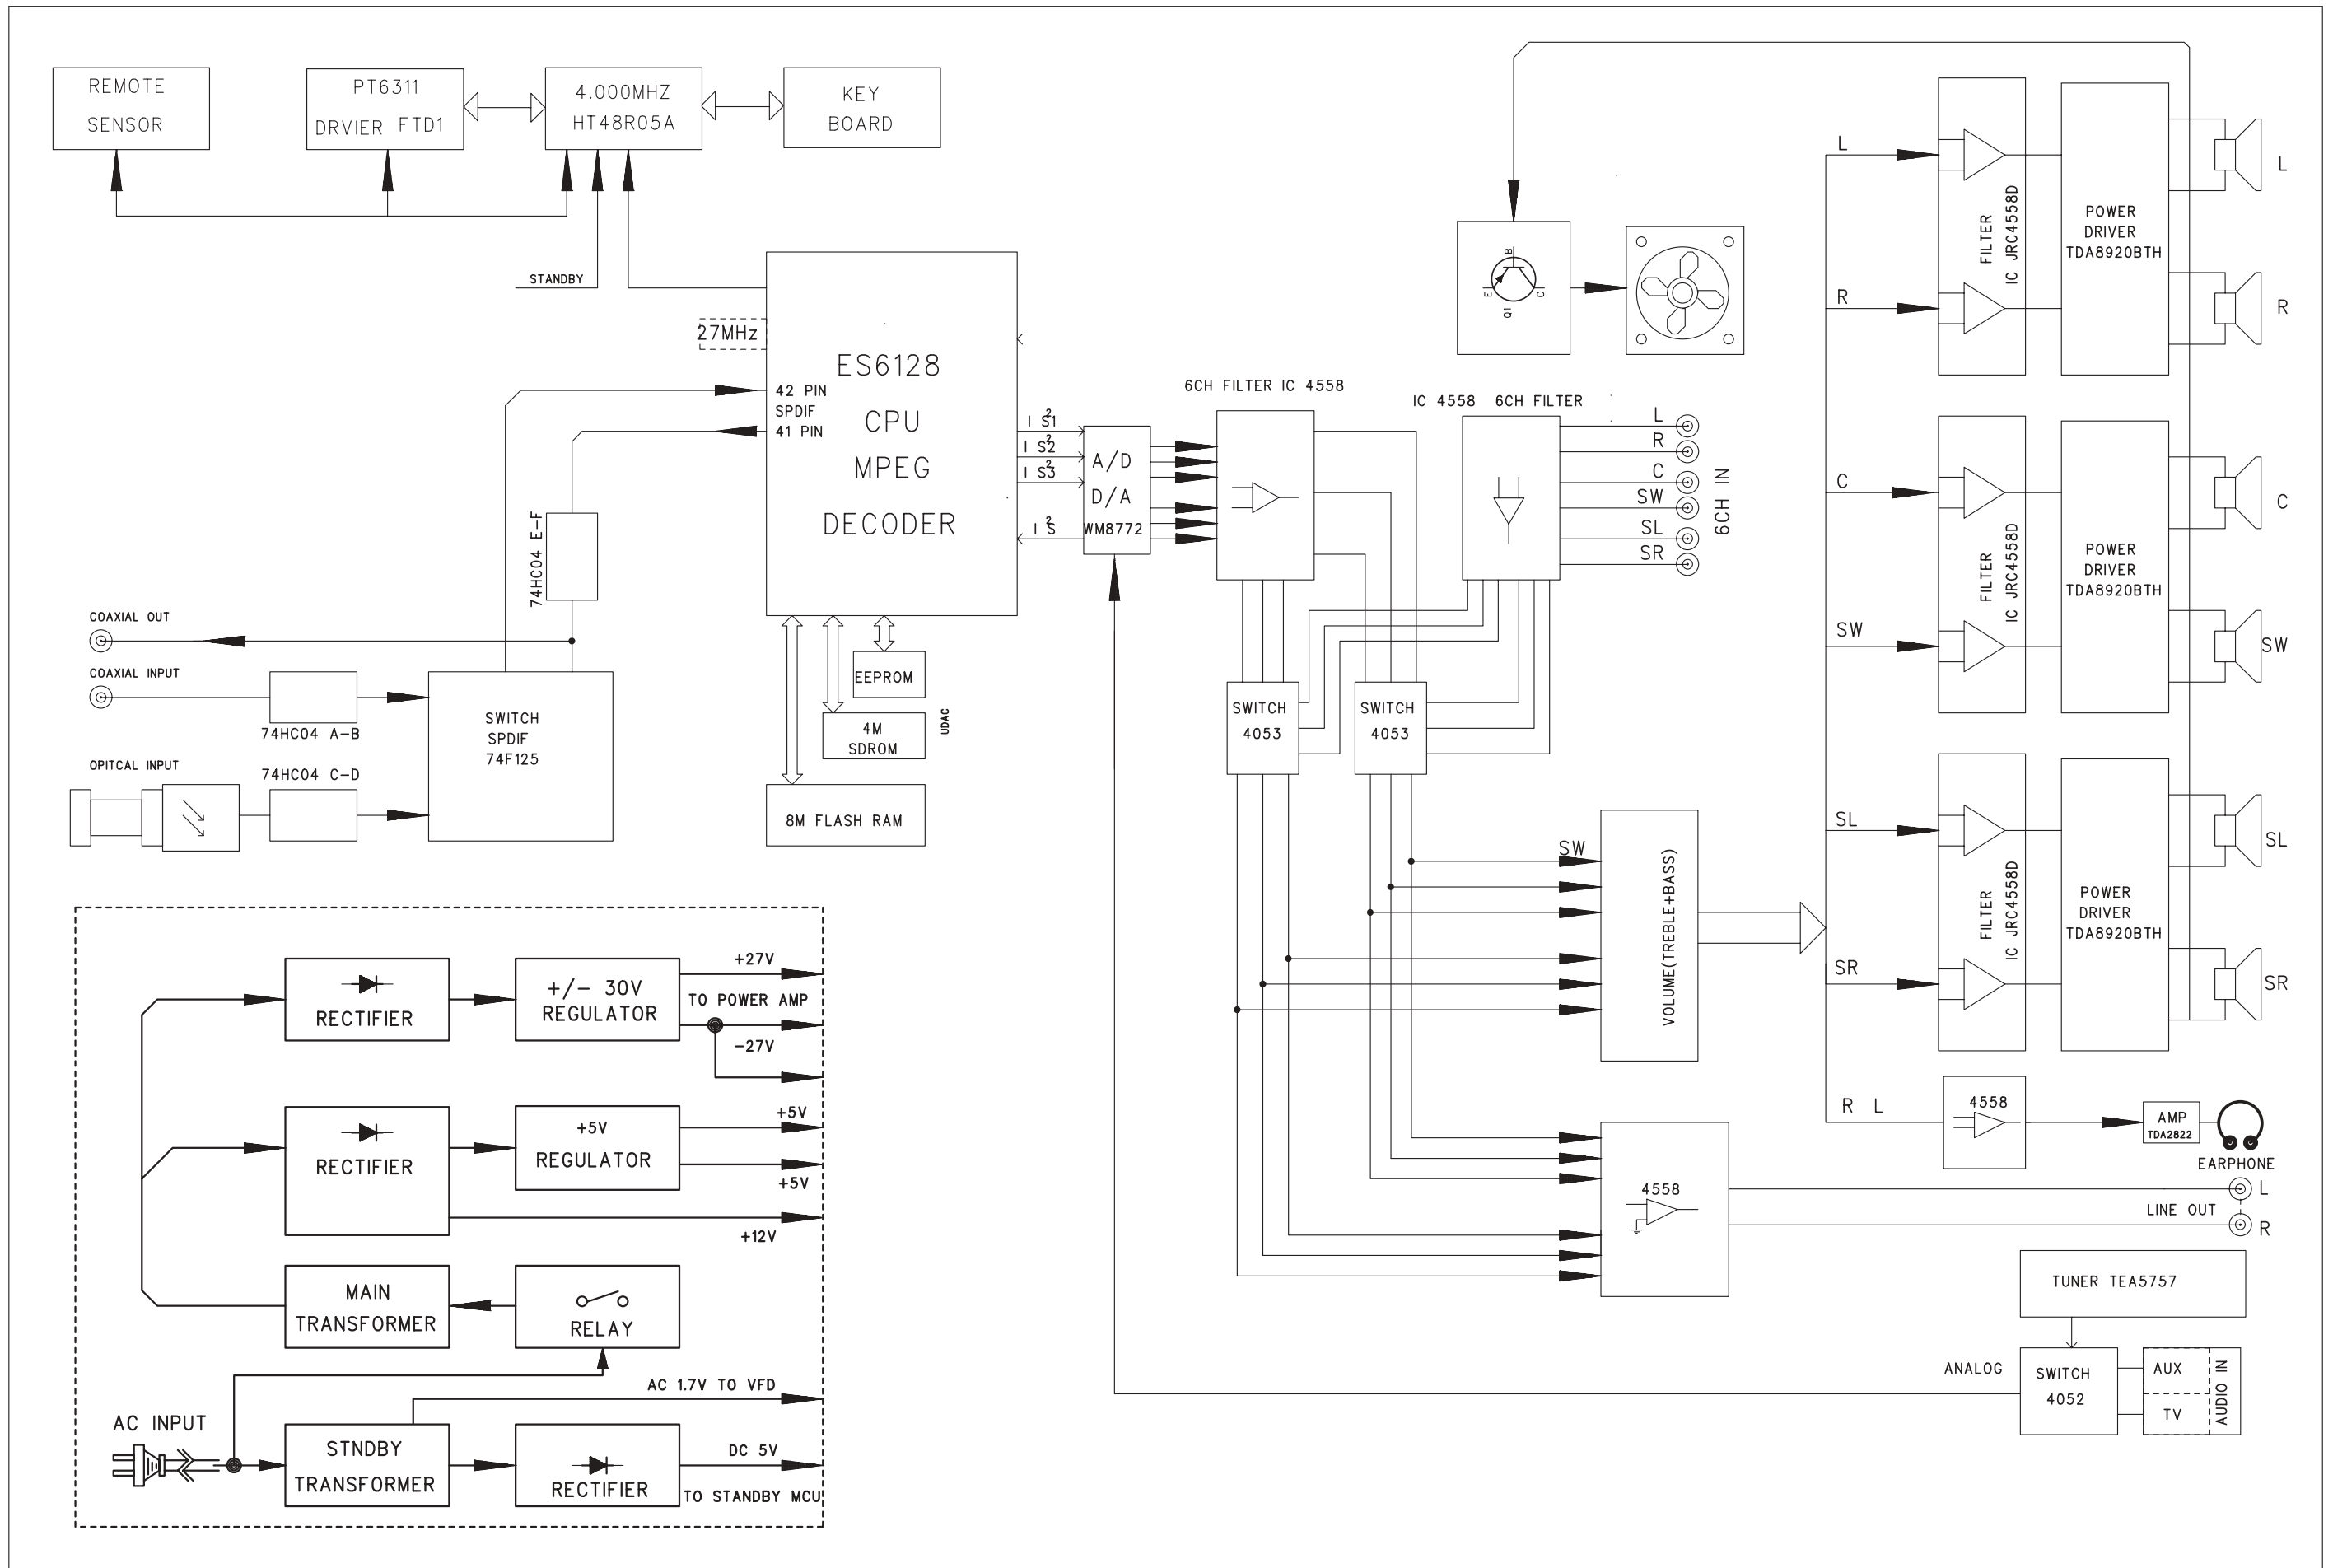 REMOTE
SENSOR
PT6311
DRVIER FTD1
4.000MHZ
HT48R05A
KEY
BOARD
STANDBY
27MHz
ES6128
CPU
MPEG
DECODER
42 PIN
SPDIF
41 PIN
I²S1
I²S2
I²S3
I²S
A/D
D/A
WM8772
74HC04 E-F
COAXIAL OUT
COAXIAL INPUT
74HC04 A-B
OPITCAL INPUT
74HC04 C-D
SWITCH
SPDIF
74F125
EEPROM
4M
SDROM
UDAC
8M FLASH RAM
6CH FILTER IC 4558
IC 4558 6CH FILTER
L
R
C
SW
SL
SR
6CH IN
B
E
C
Q1
SWITCH
4053
SWITCH
4053
SW
VOLUME(TREBLE+BASS)
4558
L
R
C
SW
SL
SR
R L
FILTER
IC JRC4558D
POWER
DRIVER
TDA8920BTH
L
R
FILTER
IC JRC4558D
POWER
DRIVER
TDA8920BTH
C
SW
FILTER
IC JRC4558D
POWER
DRIVER
TDA8920BTH
SL
SR
4558
AMP
TDA2822
EARPHONE
L
LINE OUT
R
TUNER TEA5757
ANALOG
SWITCH
4052
AUX
TV
AUDIO IN
RECTIFIER
+/- 30V
REGULATOR
+27V
TO POWER AMP
-27V
RECTIFIER
+5V
REGULATOR
+5V
+5V
+12V
MAIN
TRANSFORMER
RELAY
AC 1.7V TO VFD
AC INPUT
STNDBY
TRANSFORMER
RECTIFIER
DC 5V
TO STANDBY MCU